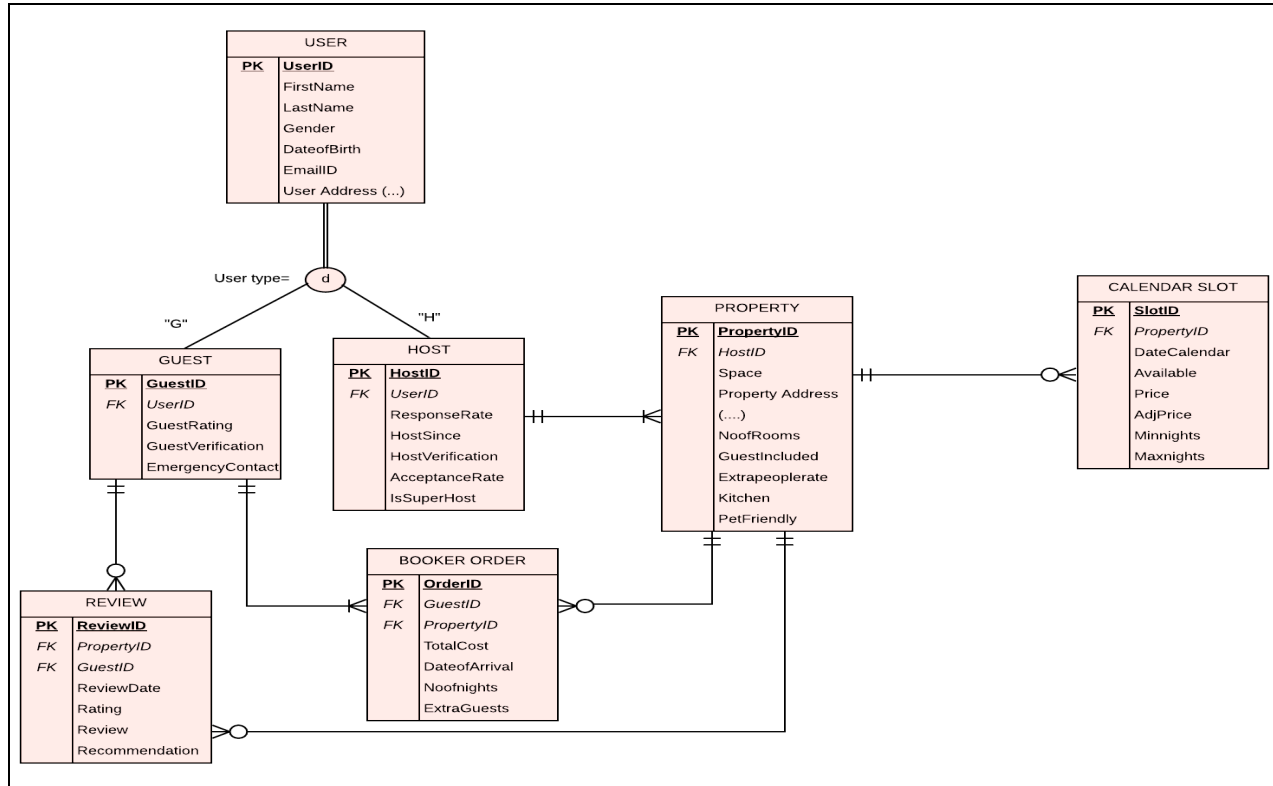 USER
PK UserID
FirstName
LastName
Gender
DateofBirth
EmailID
User Address (...)
User type=
d
"G"
"H"
GUEST
PK GuestID
FK UserID
GuestRating
GuestVerification
EmergencyContact
HOST
PK HostID
FK UserID
ResponseRate
HostSince
HostVerification
AcceptanceRate
IsSuperHost
PROPERTY
PK PropertyID
FK HostID
Space
Property Address
(....)
NoofRooms
GuestIncluded
Extrapeoplerate
Kitchen
PetFriendly
CALENDAR SLOT
PK SlotID
FK PropertyID
DateCalendar
Available
Price
AdjPrice
Minnights
Maxnights
BOOKER ORDER
PK OrderID
FK GuestID
FK PropertyID
TotalCost
DateofArrival
Noofnights
ExtraGuests
REVIEW
PK ReviewID
FK PropertyID
FK GuestID
ReviewDate
Rating
Review
Recommendation